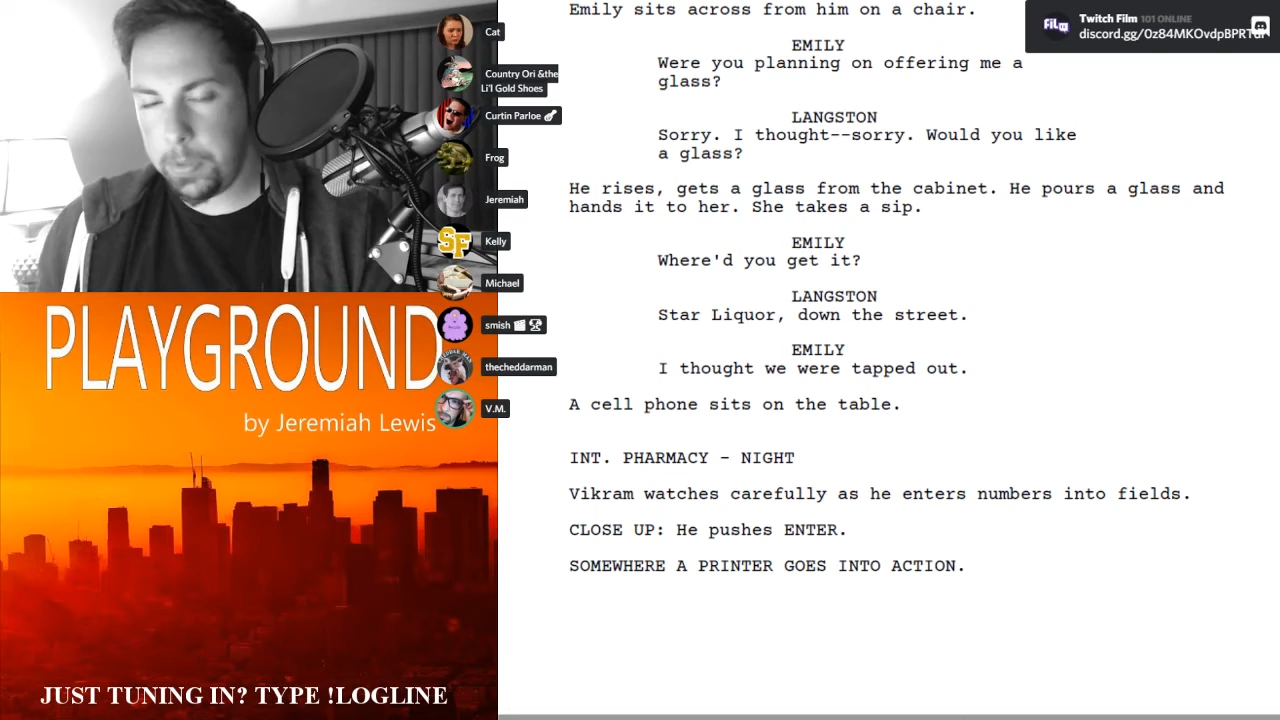 Cat
Country Ori &the
Li'l Gold Shoes
Curtin Parloe
Frog
Jeremiah
Kelly
SF
Michael
smish
thecheddarman
V.M.
PLAYGROUND
by Jeremiah Lewis
JUST TUNING IN? TYPE !LOGLINE
Emily sits across from him on a chair.
EMILY
Were you planning on offering me a
glass?
LANGSTON
Sorry. I thought--sorry. Would you like
a glass?
He rises, gets a glass from the cabinet. He pours a glass and
hands it to her. She takes a sip.
EMILY
Where'd you get it?
LANGSTON
Star Liquor, down the street.
EMILY
I thought we were tapped out.
A cell phone sits on the table.
INT. PHARMACY - NIGHT
Vikram watches carefully as he enters numbers into fields.
CLOSE UP: He pushes ENTER.
SOMEWHERE A PRINTER GOES INTO ACTION.
FiLm
Twitch Film 101 ONLINE